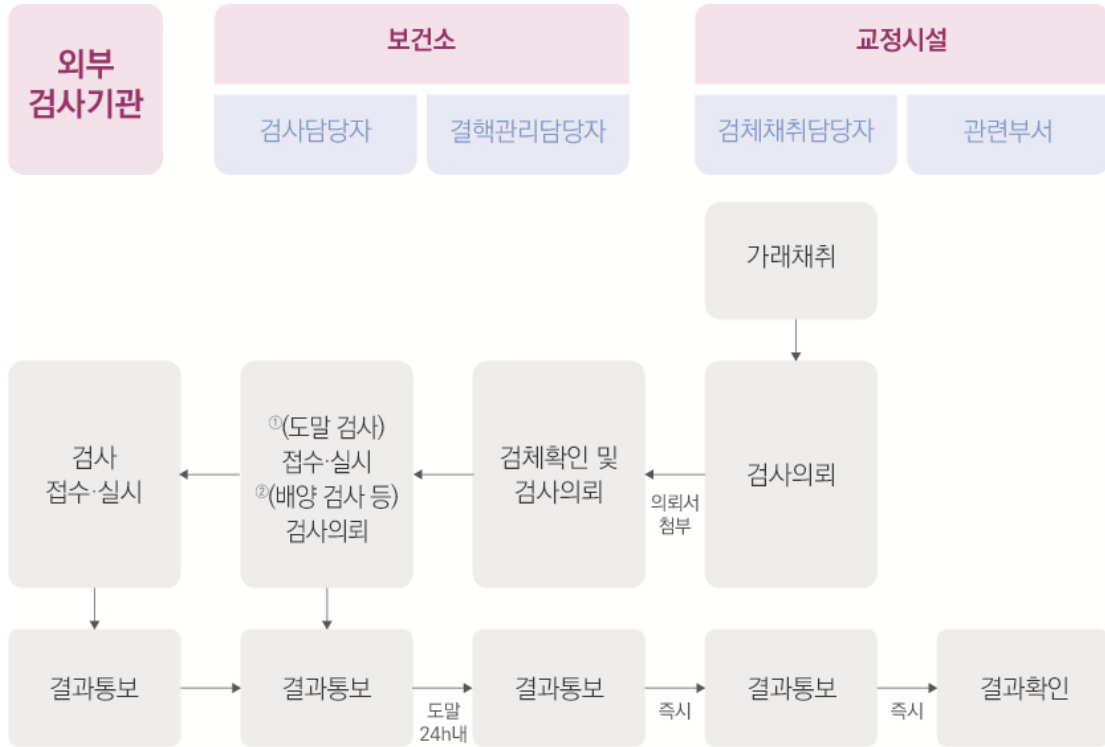 외부
검사기관
보건소
교정시설
검사담당자
결핵관리담당자
검체채취담당자
관련부서
가래채취
검사
접수·실시
①(도말 검사)
접수·실시
②(배양 검사 등)
검사의뢰
검체확인 및
검사의뢰
의뢰서
첨부
검사의뢰
결과통보
결과통보
도말
24h내
결과통보
즉시
결과통보
즉시
결과확인